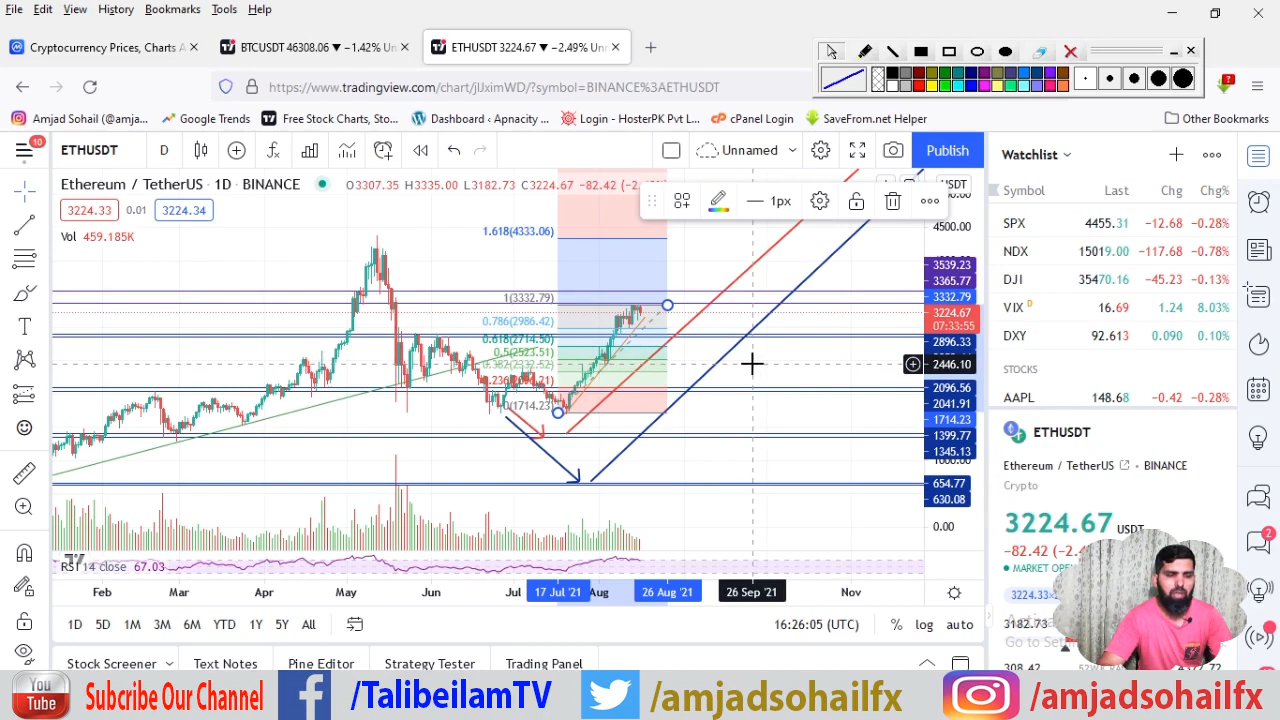 File Edit View History Bookmarks Tools Help
Cryptocurrency Prices, Charts A
BTCUSDT 46308.06 ▼ −1.42% Un
ETHUSDT 3224.67 ▼ −2.49% Un
www.tradingview.com/chart/jlJximWD/?symbol=BINANCE%3AETHUSDT
Amjad Sohail (@amja...
Google Trends
Free Stock Charts, Sto...
Dashboard - Apnacity ...
Login - HosterPK Pvt L...
cPanel Login
SaveFrom.net Helper
Other Bookmarks
10
ETHUSDT
D
Unnamed
Publish
Ethereum / TetherUS · 1D · BINANCE
O3307.35 H3335.00 L3182.73 C3224.67 −82.42
USDT
3224.33
0.01
3224.34
1px
Vol 459.185K
1.618(4333.06)
1(3332.79)
0.786(2986.42)
0.618(2714.50)
0.5(2523.51)
0.382(2332.52)
0(1714.23)
4500.00
3539.23
3365.77
3332.79
3224.67
07:33:55
2896.33
2446.10
2096.56
2041.91
1714.23
1399.77
1345.13
1000.00
654.77
630.08
0.00
RSI 14 close 67.03
Feb
Mar
Apr
May
Jun
Jul
17 Jul '21
Aug
26 Aug '21
26 Sep '21
Nov
1D 5D 1M 3M 6M YTD 1Y 5Y All
16:26:05 (UTC)
% log auto
Stock Screener
Text Notes
Pine Editor
Strategy Tester
Trading Panel
Watchlist
Symbol Last Chg Chg%
SPX 4455.31 −12.68 −0.28%
NDX 15019.00 −117.68 −0.78%
DJI 35470.16 −45.23 −0.13%
VIX D 16.69 1.24 8.03%
DXY 92.613 0.090 0.10%
STOCKS
AAPL 148.68 −0.42 −0.28%
ETHUSDT
Ethereum / TetherUS • BINANCE
Crypto
3224.67 USDT
−82.42
MARKET OPEN
3182.73
Go to
308.42
2
You Tube
Subcribe Our Channel
/TalibeilamTV
/amjadsohailfx
/amjadsohailfx